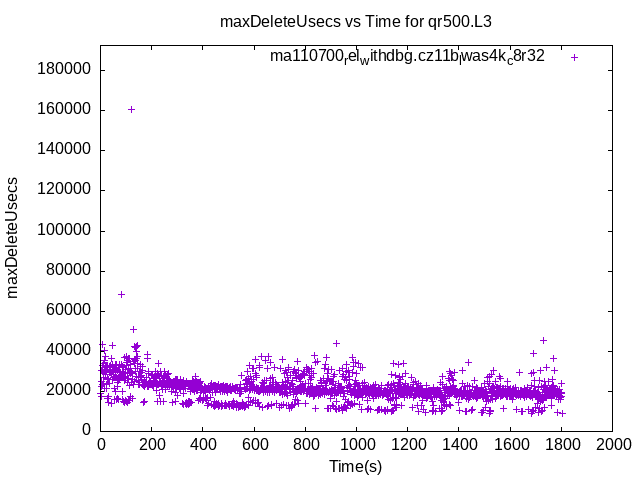 maxDeleteUsecs vs Time for qr500.L3
ma110700relwithdbg.cz11blwas4kc8r32
180000
160000
140000
120000
100000
80000
60000
40000
20000
0
maxDeleteUsecs
0 200 400 600 800 1000 1200 1400 1600 1800 2000
Time(s)